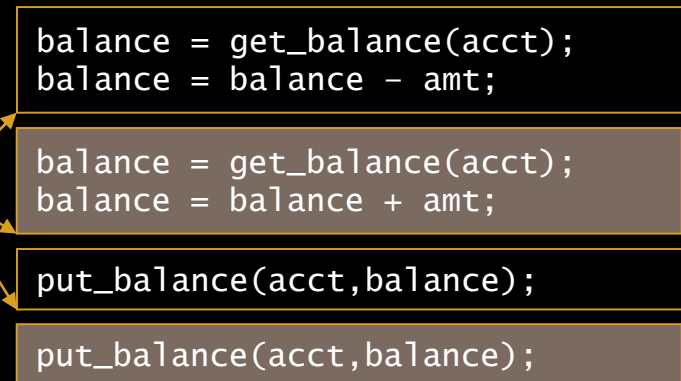 balance = get_balance(acct);
balance = balance - amt;
balance = get_balance(acct);
balance = balance + amt;
put_balance(acct,balance);
put_balance(acct,balance);